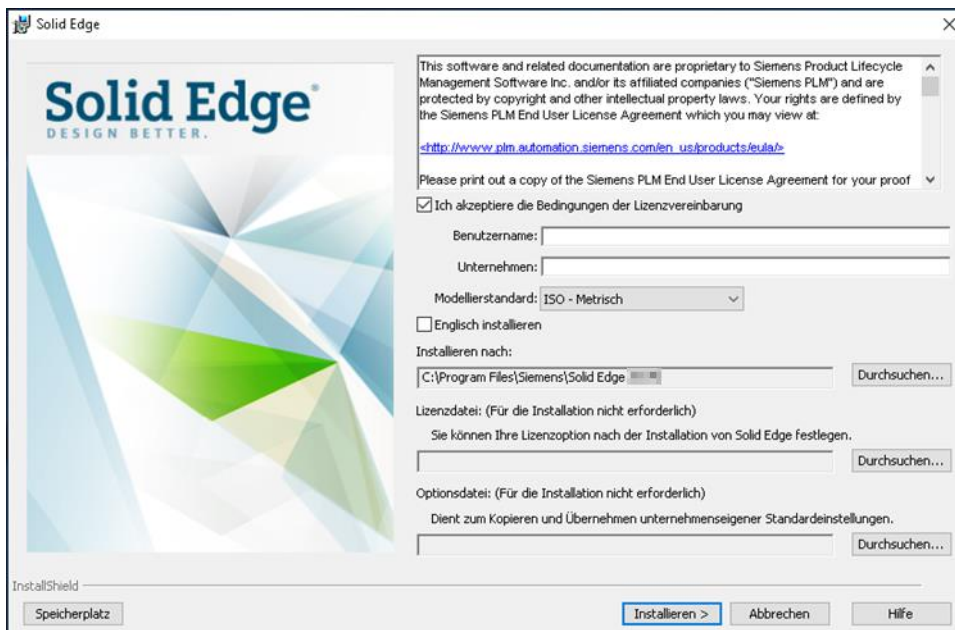 Solid Edge
Solid Edge®
DESIGN BETTER.
This software and related documentation are proprietary to Siemens Product Lifecycle
Management Software Inc. and/or its affiliated companies ("Siemens PLM") and are
protected by copyright and other intellectual property laws. Your rights are defined by
the Siemens PLM End User License Agreement which you may view at:
<http://www.plm.automation.siemens.com/en_us/products/eula/>
Please print out a copy of the Siemens PLM End User License Agreement for your proof
Ich akzeptiere die Bedingungen der Lizenzvereinbarung
Benutzername:
Unternehmen:
Modellierstandard: ISO - Metrisch
Englisch installieren
Installieren nach:
C:\Program Files\Siemens\Solid Edge
Durchsuchen...
Lizenzdatei: (Für die Installation nicht erforderlich)
Sie können Ihre Lizenzoption nach der Installation von Solid Edge festlegen.
Durchsuchen...
Optionsdatei: (Für die Installation nicht erforderlich)
Dient zum Kopieren und Übernehmen unternehmenseigener Standardeinstellungen.
Durchsuchen...
InstallShield
Speicherplatz
Installieren >
Abbrechen
Hilfe